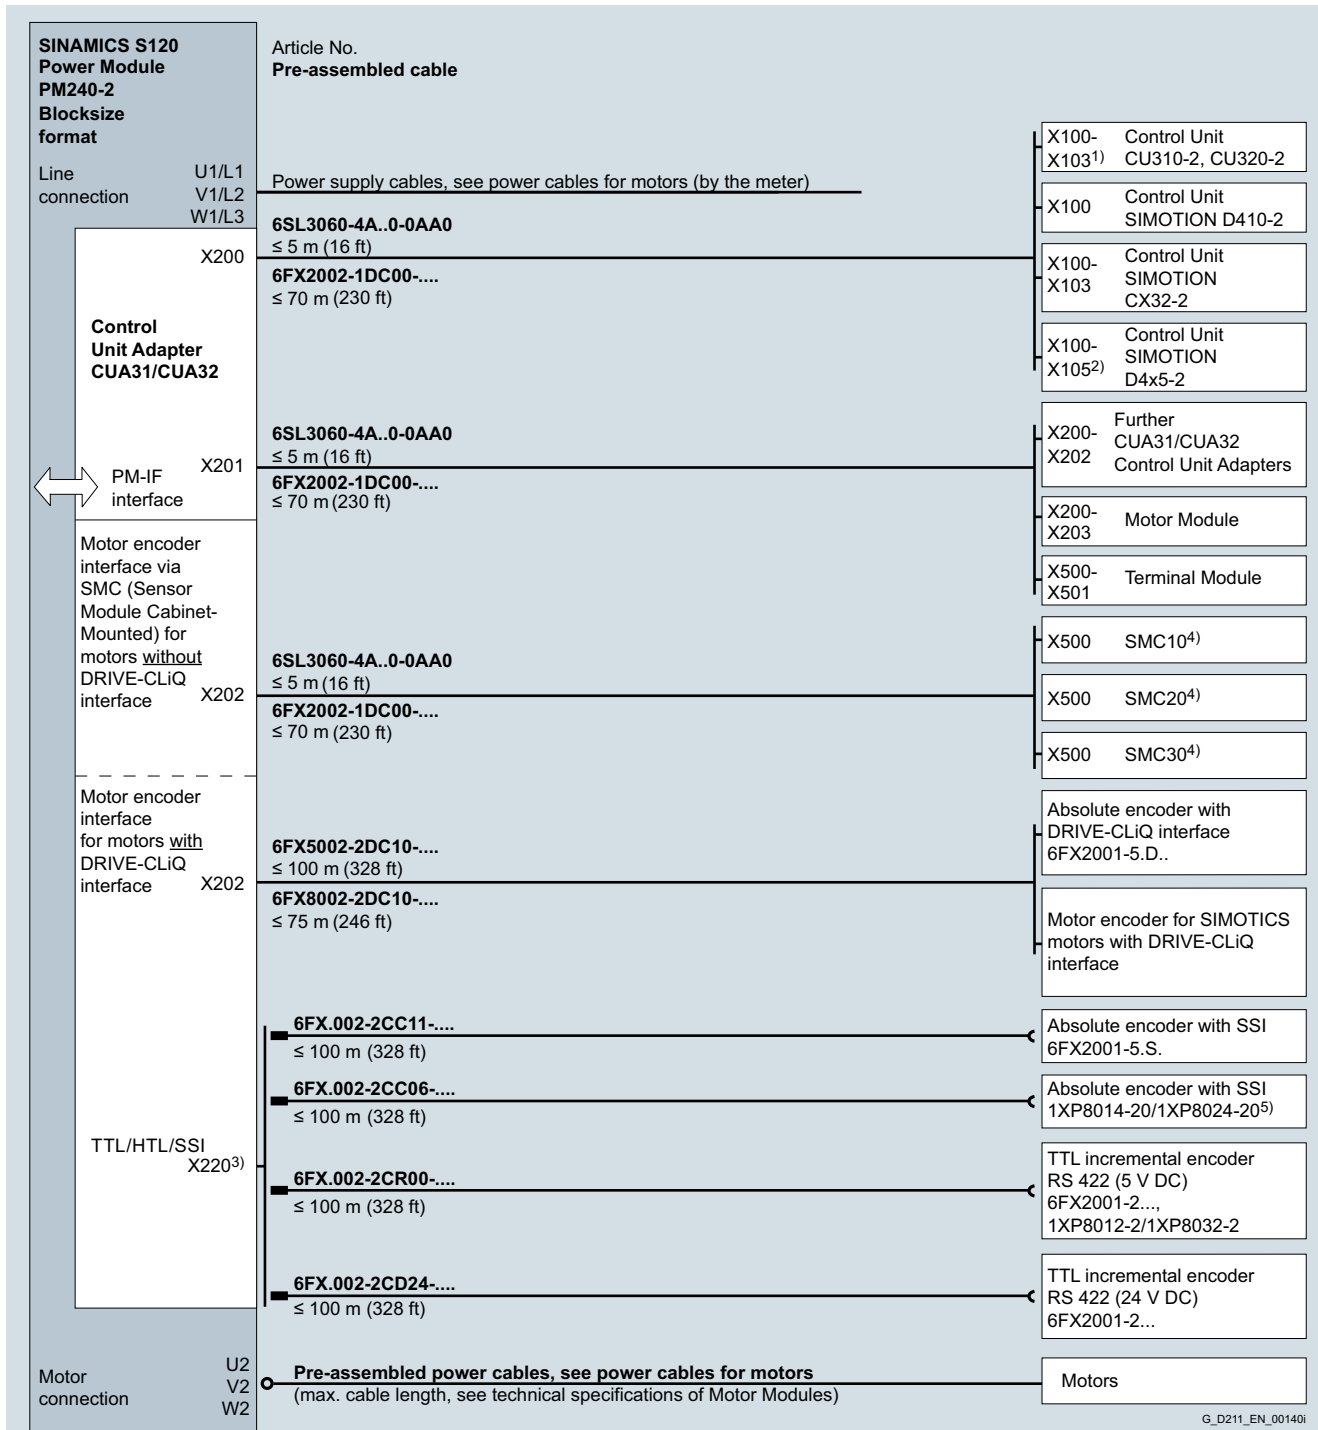 SINAMICS S120
Power Module
PM240-2
Blocksize
format
Article No.
Pre-assembled cable
Line
connection
U1/L1
V1/L2
W1/L3
Power supply cables, see power cables for motors (by the meter)
X100-
X1031)
Control Unit
CU310-2, CU320-2
X100
Control Unit
SIMOTION D410-2
X100-
X103
Control Unit
SIMOTION
CX32-2
X100-
X1052)
Control Unit
SIMOTION
D4x5-2
X200
6SL3060-4A..0-0AA0
≤ 5 m (16 ft)
6FX2002-1DC00-....
≤ 70 m (230 ft)
Control
Unit Adapter
CUA31/CUA32
X201
PM-IF
interface
6SL3060-4A..0-0AA0
≤ 5 m (16 ft)
6FX2002-1DC00-....
≤ 70 m (230 ft)
X200-
X202
Further
CUA31/CUA32
Control Unit Adapters
X200-
X203
Motor Module
X500-
X501
Terminal Module
Motor encoder
interface via
SMC (Sensor
Module Cabinet-
Mounted) for
motors without
DRIVE-CLiQ
interface
X202
6SL3060-4A..0-0AA0
≤ 5 m (16 ft)
6FX2002-1DC00-....
≤ 70 m (230 ft)
X500 SMC104)
X500 SMC204)
X500 SMC304)
Motor encoder
interface
for motors with
DRIVE-CLiQ
interface
X202
6FX5002-2DC10-....
≤ 100 m (328 ft)
6FX8002-2DC10-....
≤ 75 m (246 ft)
Absolute encoder with
DRIVE-CLiQ interface
6FX2001-5.D..
Motor encoder for SIMOTICS
motors with DRIVE-CLiQ
interface
TTL/HTL/SSI
X2203)
6FX.002-2CC11-....
≤ 100 m (328 ft)
Absolute encoder with SSI
6FX2001-5.S.
6FX.002-2CC06-....
≤ 100 m (328 ft)
Absolute encoder with SSI
1XP8014-20/1XP8024-205)
6FX.002-2CR00-....
≤ 100 m (328 ft)
TTL incremental encoder
RS 422 (5 V DC)
6FX2001-2...,
1XP8012-2/1XP8032-2
6FX.002-2CD24-....
≤ 100 m (328 ft)
TTL incremental encoder
RS 422 (24 V DC)
6FX2001-2...
Motor
connection
U2
V2
W2
Pre-assembled power cables, see power cables for motors
(max. cable length, see technical specifications of Motor Modules)
Motors
G_D211_EN_00140i